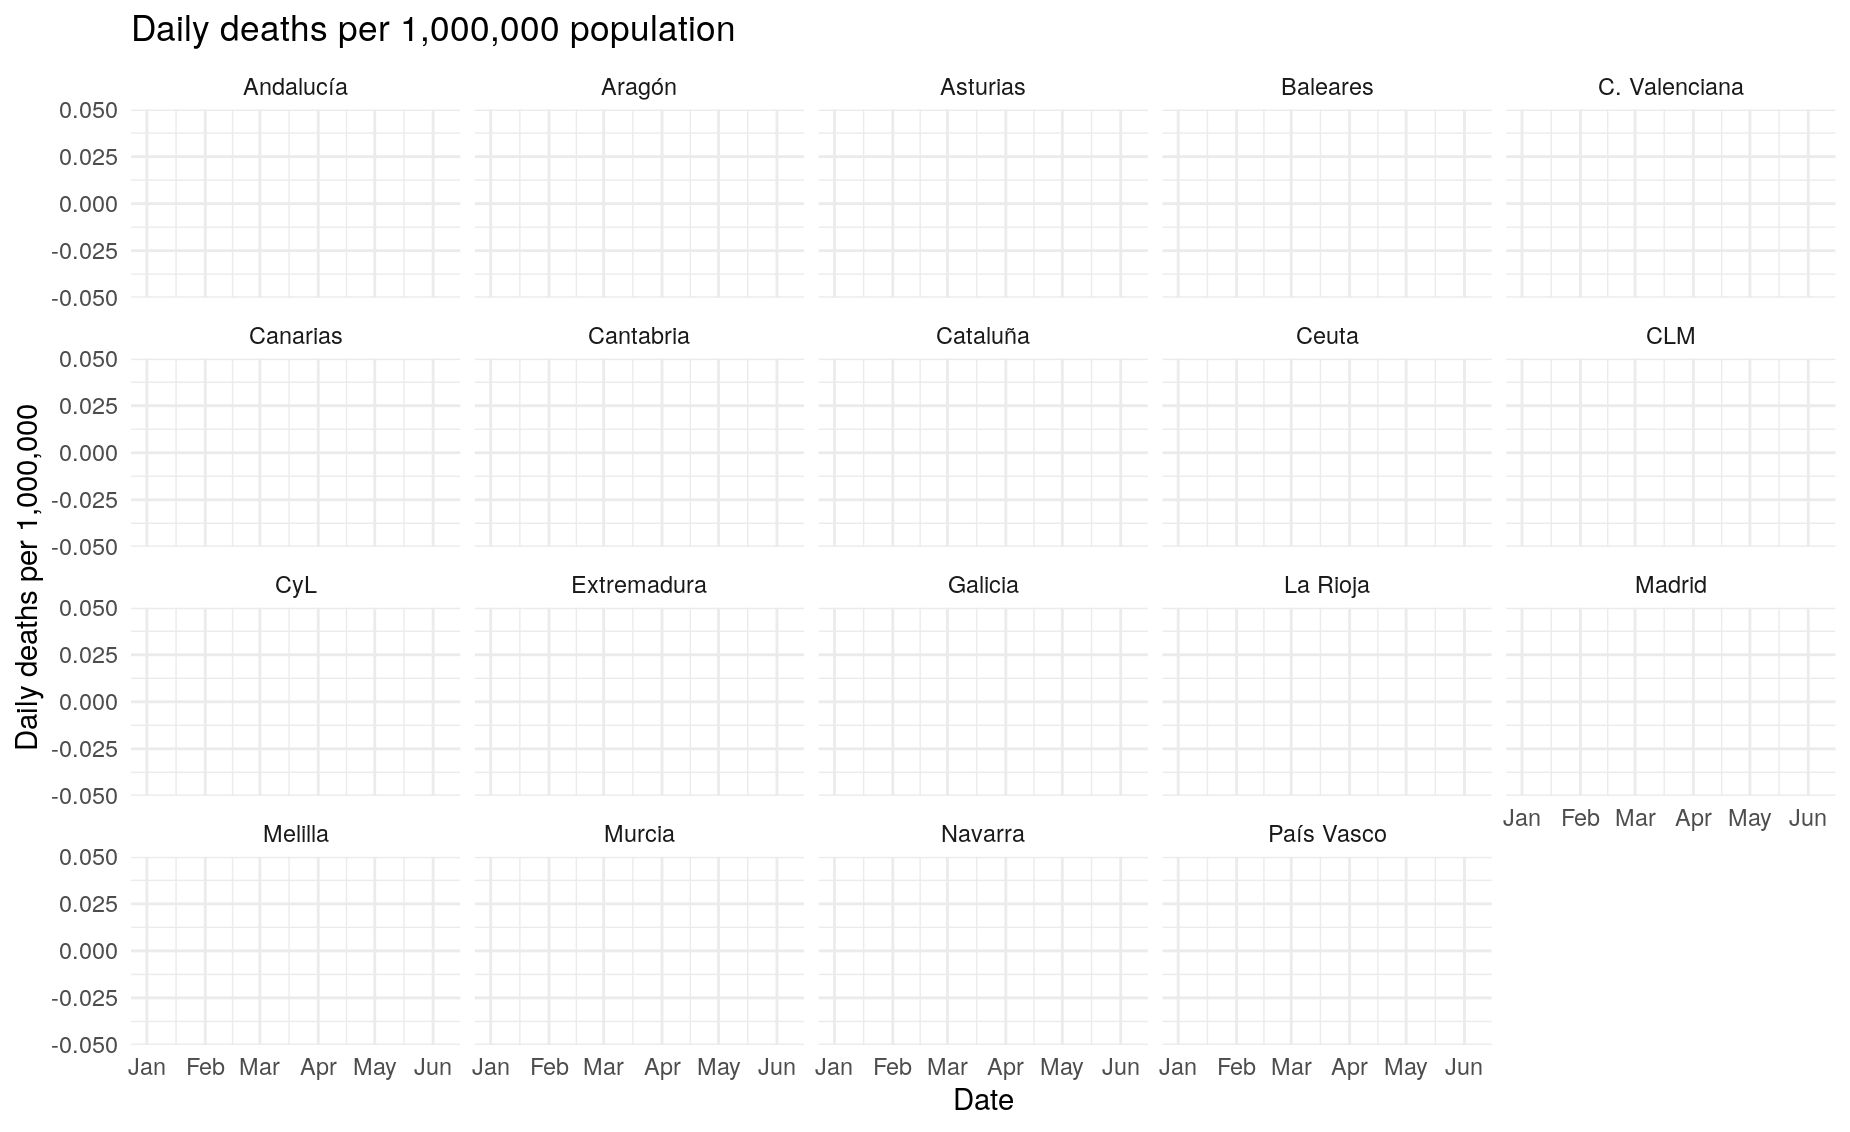 Daily deaths per 1,000,000 population
Andalucía Aragón Asturias Baleares C. Valenciana
0.050
0.025
0.000
-0.025
-0.050
Canarias Cantabria Cataluña Ceuta CLM
0.050
0.025
0.000
-0.025
-0.050
Daily deaths per 1,000,000
CyL Extremadura Galicia La Rioja Madrid
0.050
0.025
0.000
-0.025
-0.050
Jan Feb Mar Apr May Jun
Melilla Murcia Navarra País Vasco
0.050
0.025
0.000
-0.025
-0.050
Jan Feb Mar Apr May Jun Jan Feb Mar Apr May Jun Jan Feb Mar Apr May Jun Jan Feb Mar Apr May Jun
Date